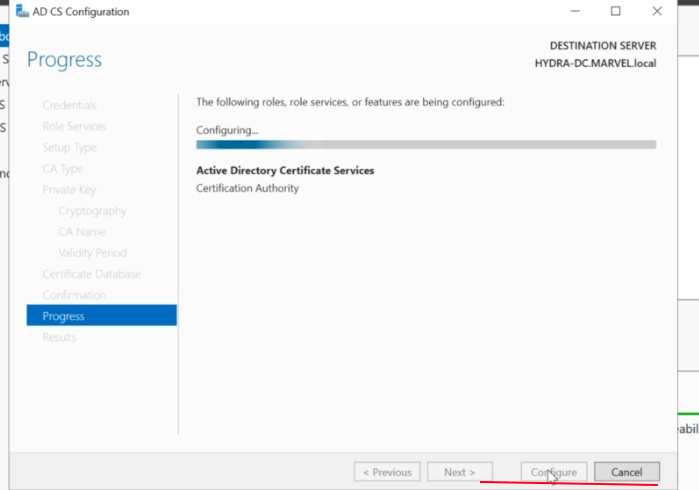 AD CS Configuration
Progress
DESTINATION SERVER
HYDRA-DC.MARVEL.local
Credentials
Role Services
Setup Type
CA Type
Private Key
Cryptography
CA Name
Validity Period
Certificate Database
Confirmation
Progress
Results
The following roles, role services, or features are being configured:
Configuring...
Active Directory Certificate Services
Certification Authority
< Previous
Next >
Configure
Cancel